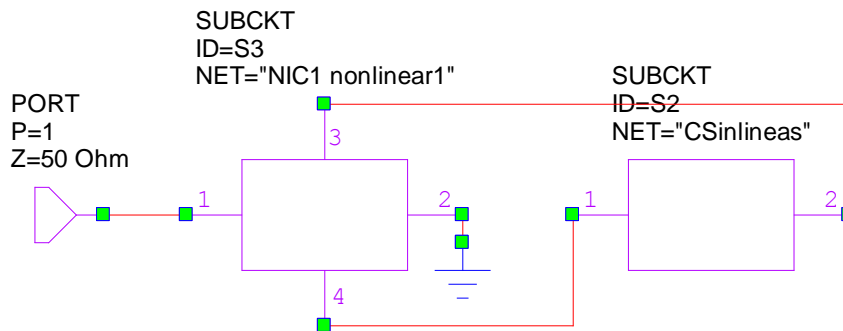 SUBCKT
ID=S3
NET="NIC1 nonlinear1"
SUBCKT
ID=S2
NET="CSinlineas"
PORT
P=1
Z=50 Ohm
3
1
2
1
2
4